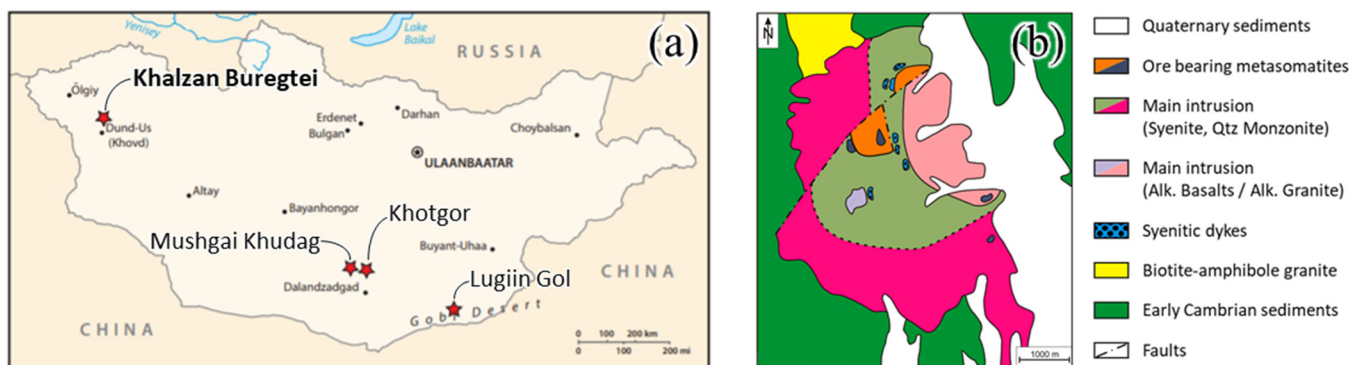 (a)
Yenisey
Lake
Baikal
RUSSIA
Khalzan Buregtei
Ölgiy
Dund-Us
(Khovd)
Erdenet
Bulgan
Darhan
Choybalsan
ULAANBAATAR
Altay
Bayanhongor
Khotgor
Mushgai Khudag
Buyant-Uhaa
Dalandzadgad
Lugiin Gol
Gobi Desert
CHINA
CHINA
0 100 200 km
0 100 200 mi
N
(b)
1000 m
Quaternary sediments
Ore bearing metasomatites
Main intrusion
(Syenite, Qtz Monzonite)
Main intrusion
(Alk. Basalts / Alk. Granite)
Syenitic dykes
Biotite-amphibole granite
Early Cambrian sediments
Faults